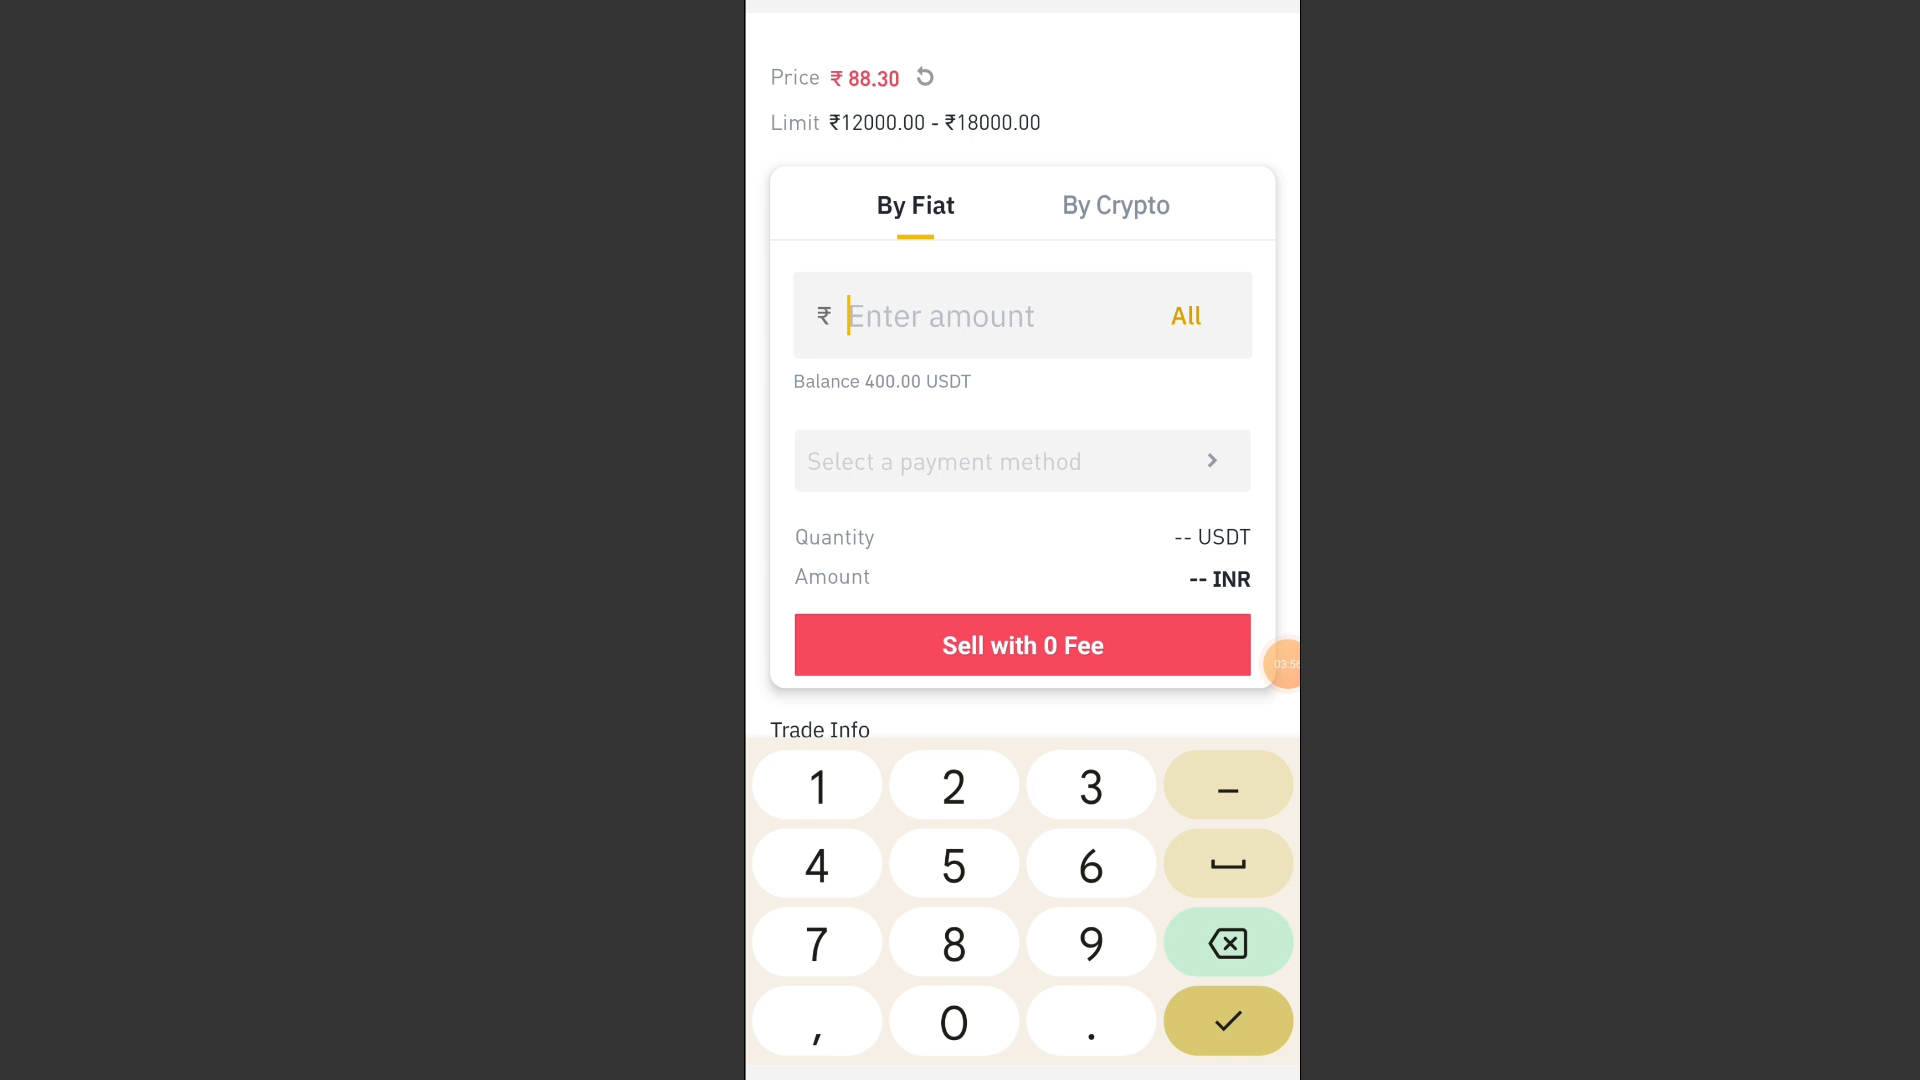 Price ₹ 88.30
Limit ₹12000.00 - ₹18000.00
By Fiat By Crypto
₹ Enter amount All
Balance 400.00 USDT
Select a payment method
Quantity -- USDT
Amount -- INR
Sell with 0 Fee
03:56
Trade Info
1 2 3 –
4 5 6
7 8 9
, 0 .